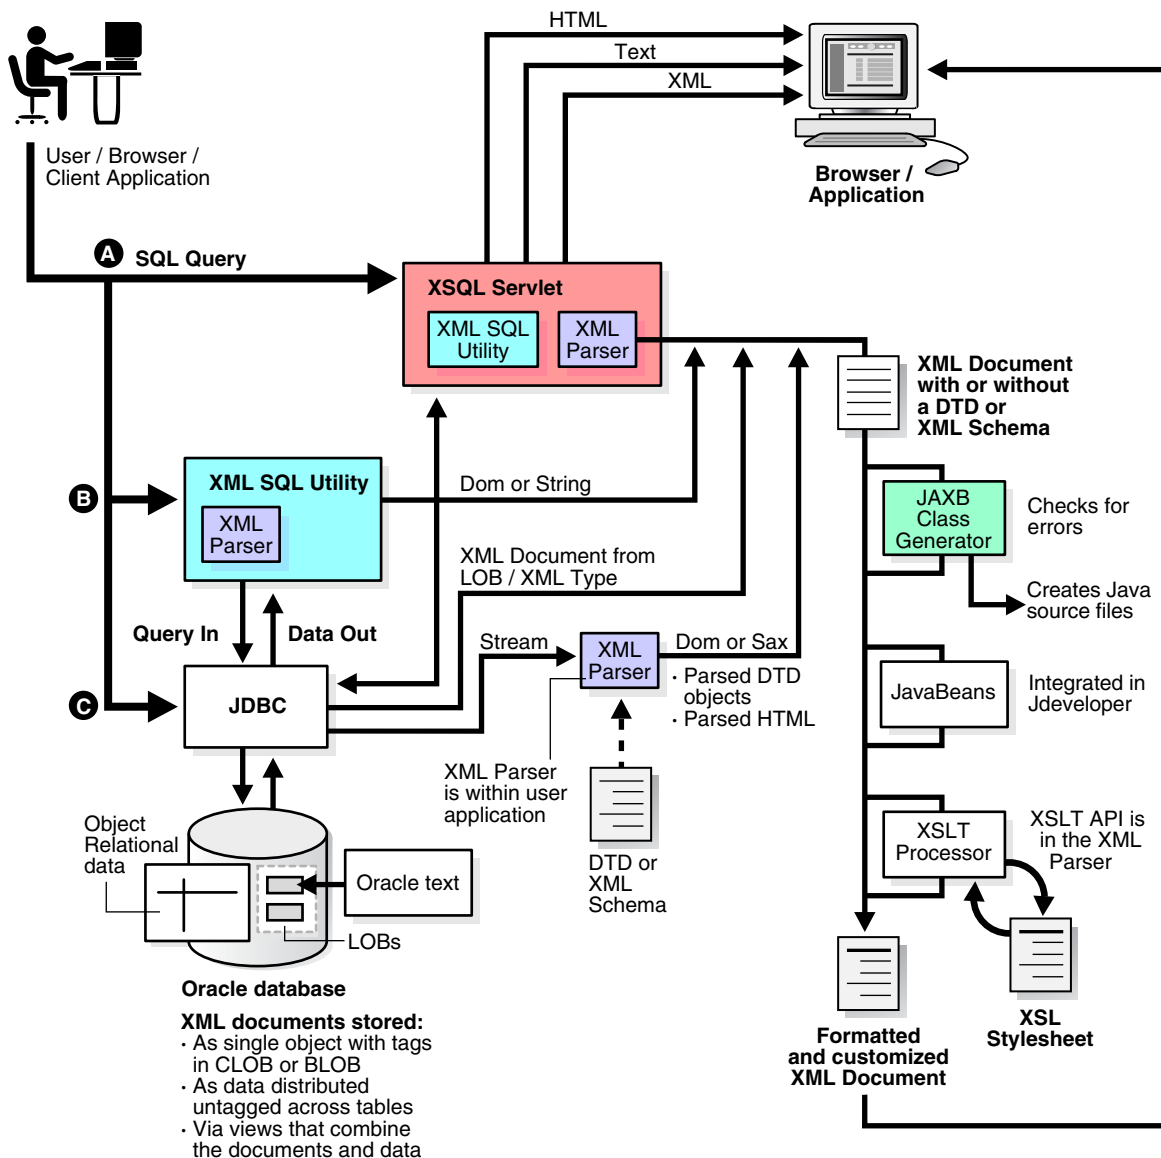 HTML
Text
XML
User / Browser /
Client Application
Browser /
Application
A
SQL Query
XSQL Servlet
XML SQL
Utility
XML
Parser
XML Document
with or without
a DTD or
XML Schema
B
XML SQL Utility
XML
Parser
Dom or String
JAXB
Class
Generator
Checks for
errors
XML Document from
LOB / XML Type
Creates Java
source files
Query In
Data Out
Stream
XML
Parser
Dom or Sax
· Parsed DTD
objects
· Parsed HTML
C
JDBC
JavaBeans
Integrated in
Jdeveloper
XML Parser
is within user
application
DTD or
XML
Schema
Object
Relational
data
Oracle text
LOBs
XSLT
Processor
XSLT API is
in the XML
Parser
Oracle database
XML documents stored:
· As single object with tags
in CLOB or BLOB
· As data distributed
untagged across tables
· Via views that combine
the documents and data
Formatted
and customized
XML Document
XSL
Stylesheet